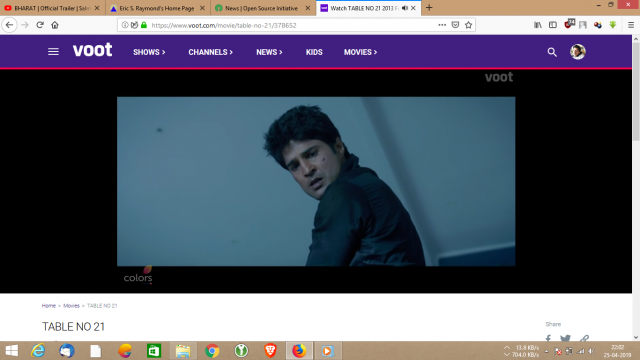 BHARAT | Official Trailer | Salm
Eric S. Raymond's Home Page
News | Open Source Initiative
Watch TABLE NO 21 2013 F
https://www.voot.com/movie/table-no-21/378652
voot SHOWS CHANNELS NEWS KIDS MOVIES
voot
colors
Home Movies TABLE NO 21
TABLE NO 21
Share
13.8 KB/s 22:02
704.0 KB/s 25-04-2019